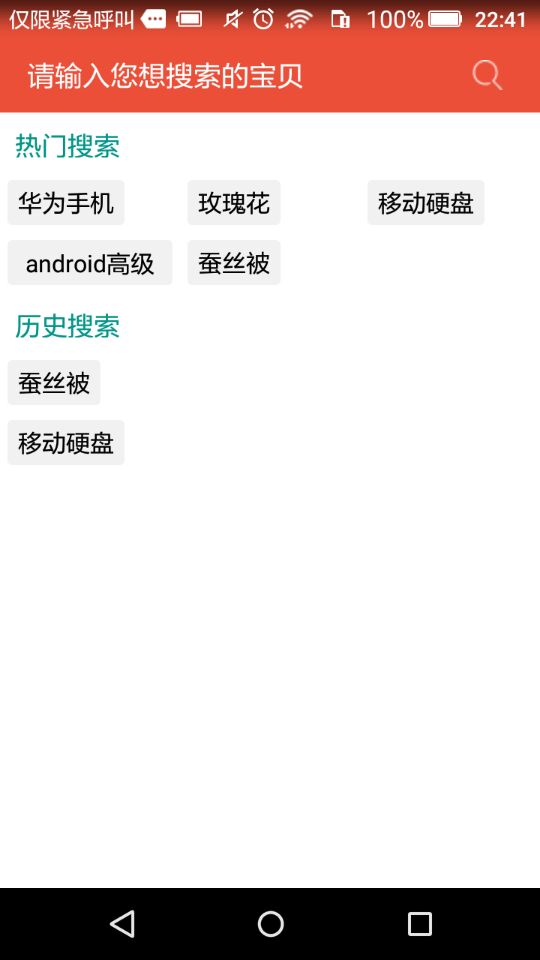 仅限紧急呼叫 100% 22:41
请输入您想搜索的宝贝
热门搜索
华为手机 玫瑰花 移动硬盘
android高级 蚕丝被
历史搜索
蚕丝被
移动硬盘